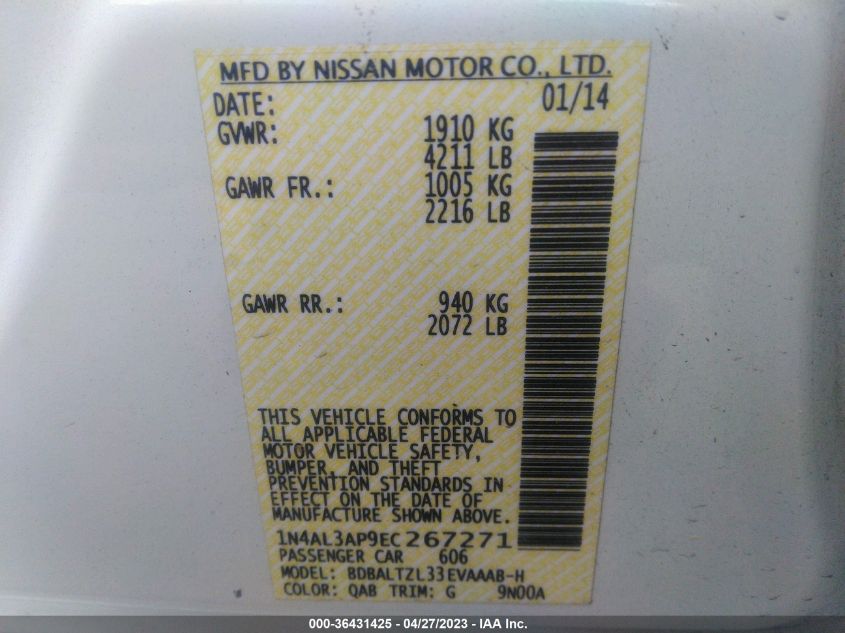 MFD BY NISSAN MOTOR CO., LTD.
DATE: 01/14
GVWR: 1910 KG
4211 LB
GAWR FR.: 1005 KG
2216 LB
GAWR RR.: 940 KG
2072 LB
THIS VEHICLE CONFORMS TO
ALL APPLICABLE FEDERAL
MOTOR VEHICLE SAFETY,
BUMPER, AND THEFT
PREVENTION STANDARDS IN
EFFECT ON THE DATE OF
MANUFACTURE SHOWN ABOVE.
1N4AL3AP9EC267271
PASSENGER CAR 606
MODEL: BDBALTZL33EVAAAB-H
COLOR: QAB TRIM: G 9N00A
000-36431425 - 04/27/2023 - IAA Inc.